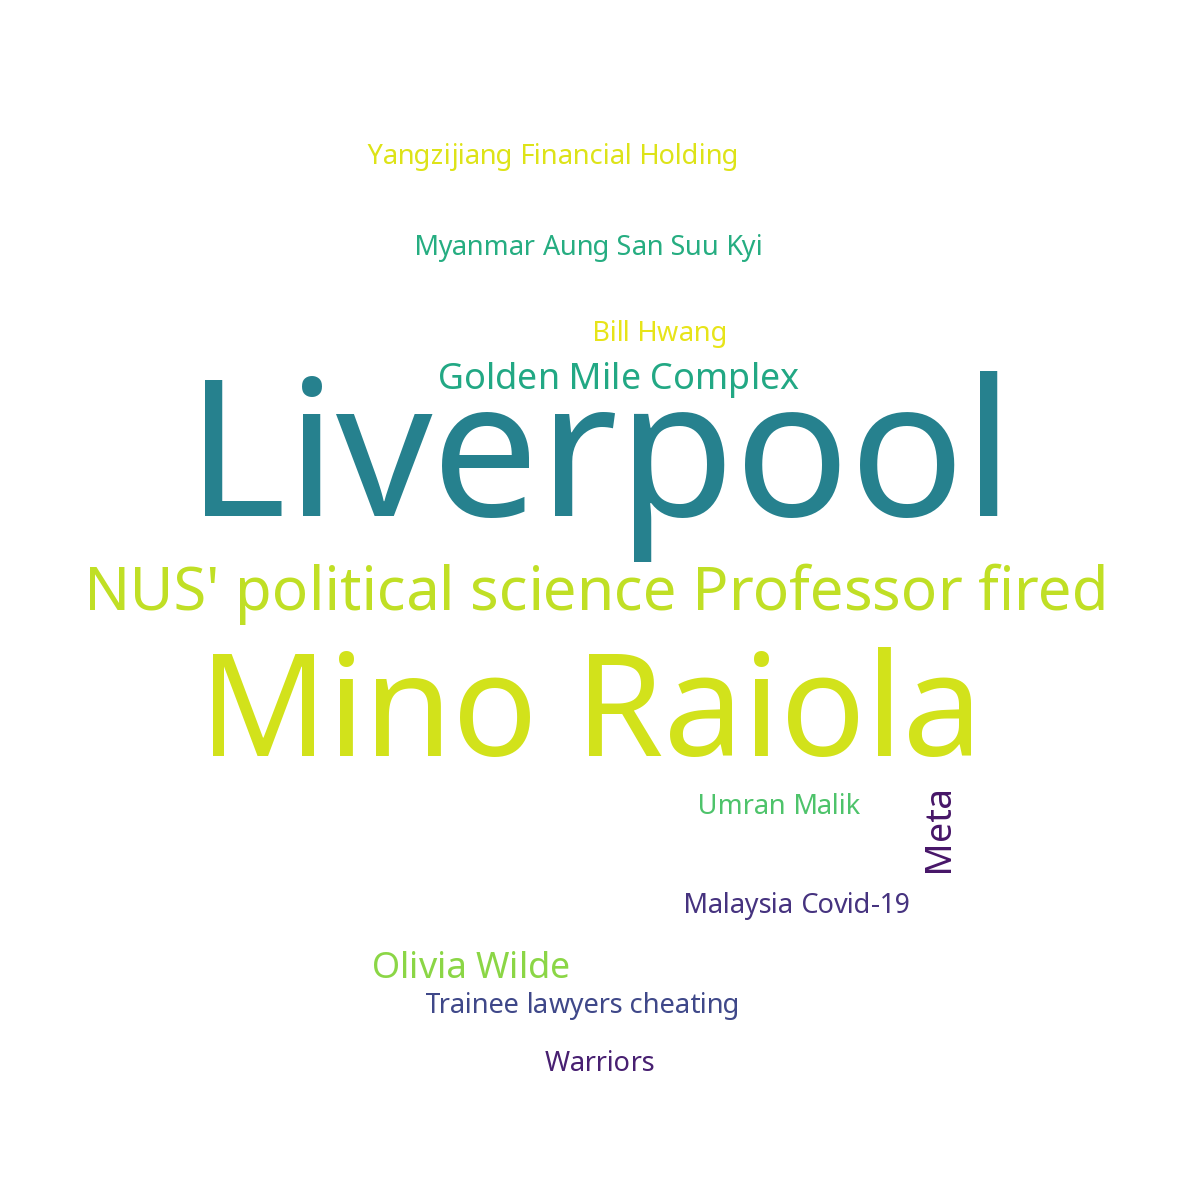 Yangzijiang Financial Holding
Myanmar Aung San Suu Kyi
Bill Hwang
Golden Mile Complex
Liverpool
NUS' political science Professor fired
Mino Raiola
Umran Malik
Meta
Malaysia Covid-19
Olivia Wilde
Trainee lawyers cheating
Warriors